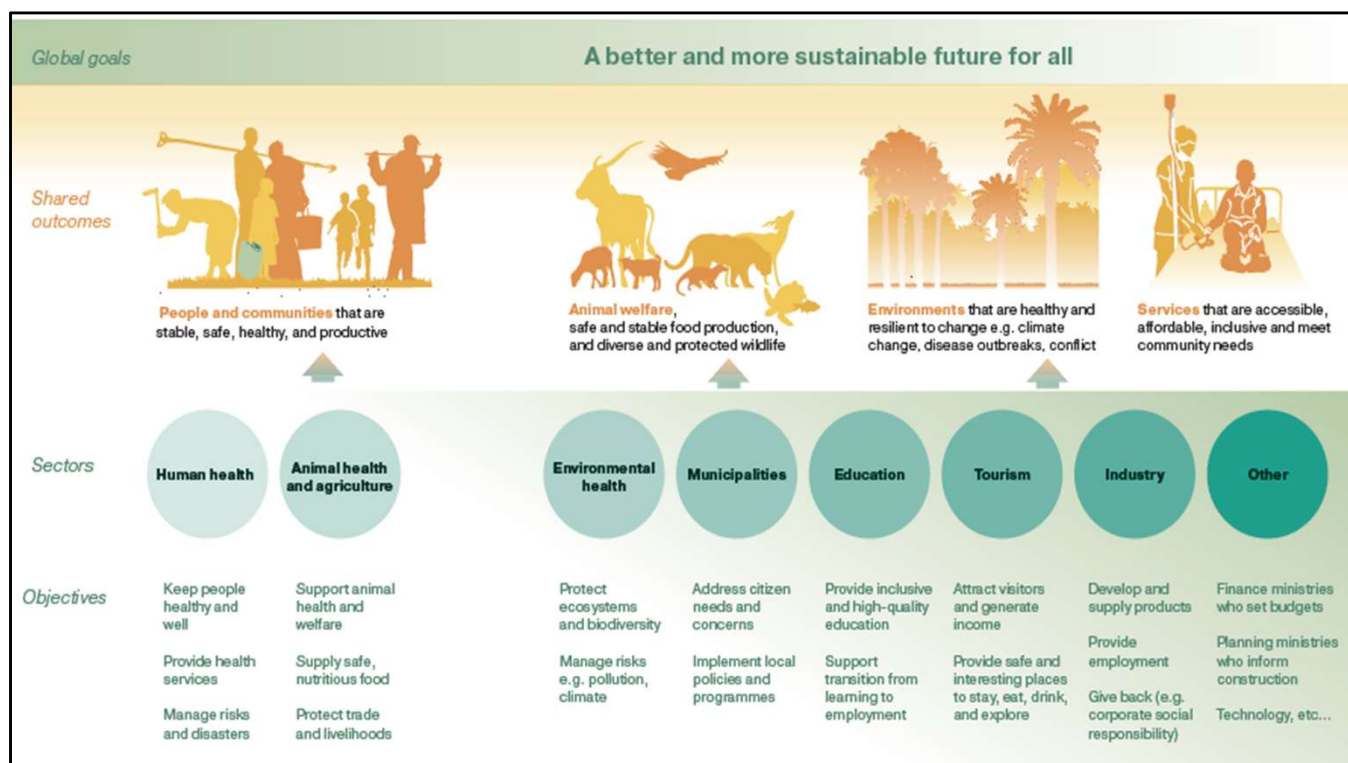 Global goals
A better and more sustainable future for all
Shared
outcomes
People and communities that are
stable, safe, healthy, and productive
Animal welfare,
safe and stable food production,
and diverse and protected wildlife
Environments that are healthy and
resilient to change e.g. climate
change, disease outbreaks, conflict
Services that are accessible,
affordable, inclusive and meet
community needs
Sectors
Human health
Animal health
and agriculture
Environmental
health
Municipalities
Education
Tourism
Industry
Other
Objectives
Keep people
healthy and
well
Provide health
services
Manage risks
and disasters
Support animal
health and
welfare
Supply safe,
nutritious food
Protect trade
and livelihoods
Protect
ecosystems
and biodiversity
Manage risks
e.g. pollution,
climate
Address citizen
needs and
concerns
Implement local
policies and
programmes
Provide inclusive
and high-quality
education
Support
transition from
learning to
employment
Attract visitors
and generate
income
Provide safe and
interesting places
to stay, eat, drink,
and explore
Develop and
supply products
Provide
employment
Give back (e.g.
corporate social
responsibility)
Finance ministries
who set budgets
Planning ministries
who inform
construction
Technology, etc...